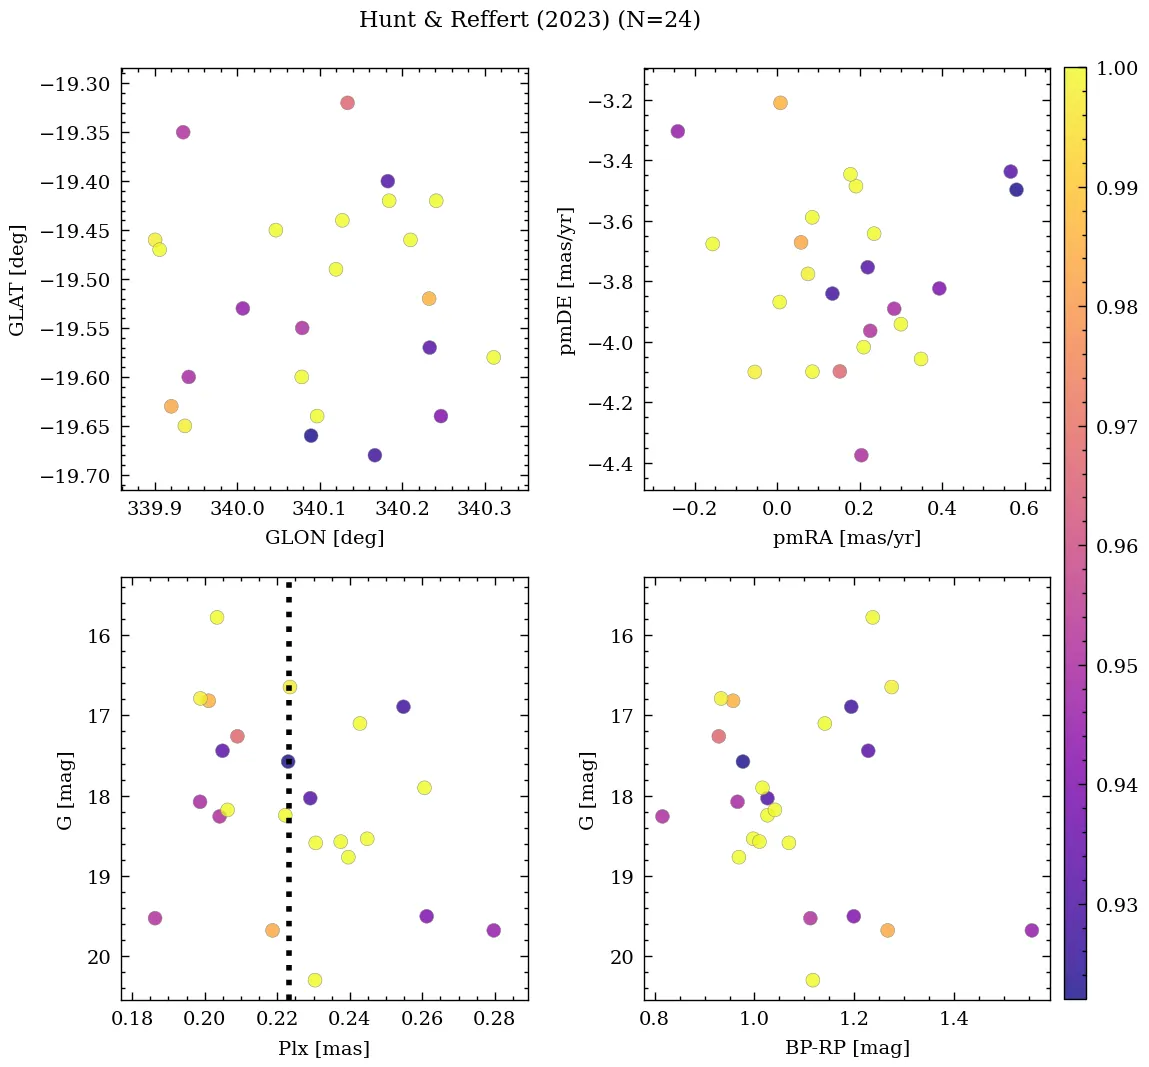 Hunt & Reffert (2023) (N=24)
−19.30
−19.35
−19.40
−19.45
−19.50
−19.55
−19.60
−19.65
−19.70
GLAT [deg]
339.9 340.0 340.1 340.2 340.3
GLON [deg]
−3.2
−3.4
−3.6
−3.8
−4.0
−4.2
−4.4
pmDE [mas/yr]
−0.2 0.0 0.2 0.4 0.6
pmRA [mas/yr]
16
17
18
19
20
G [mag]
0.18 0.20 0.22 0.24 0.26 0.28
Plx [mas]
16
17
18
19
20
G [mag]
0.8 1.0 1.2 1.4
BP-RP [mag]
1.00
0.99
0.98
0.97
0.96
0.95
0.94
0.93